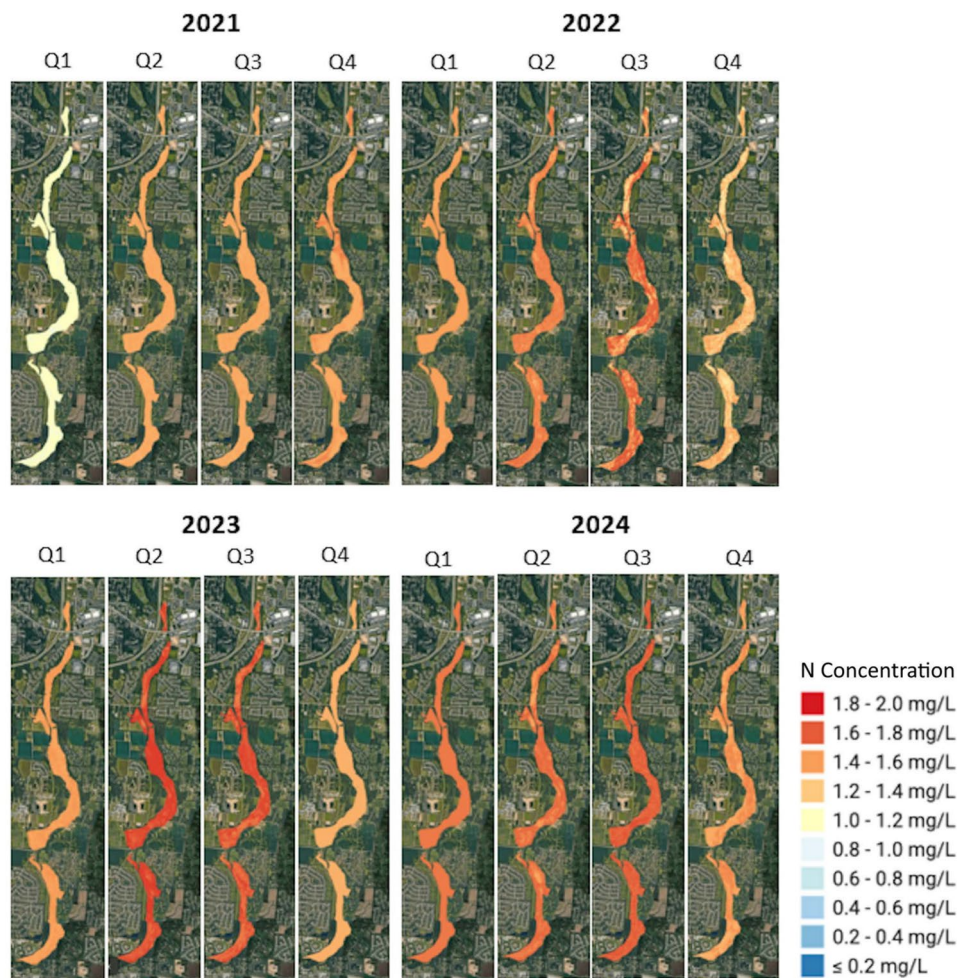 2021
2022
Q1 Q2 Q3 Q4 Q1 Q2 Q3 Q4
2023
2024
Q1 Q2 Q3 Q4 Q1 Q2 Q3 Q4
N Concentration
1.8 - 2.0 mg/L
1.6 - 1.8 mg/L
1.4 - 1.6 mg/L
1.2 - 1.4 mg/L
1.0 - 1.2 mg/L
0.8 - 1.0 mg/L
0.6 - 0.8 mg/L
0.4 - 0.6 mg/L
0.2 - 0.4 mg/L
≤ 0.2 mg/L